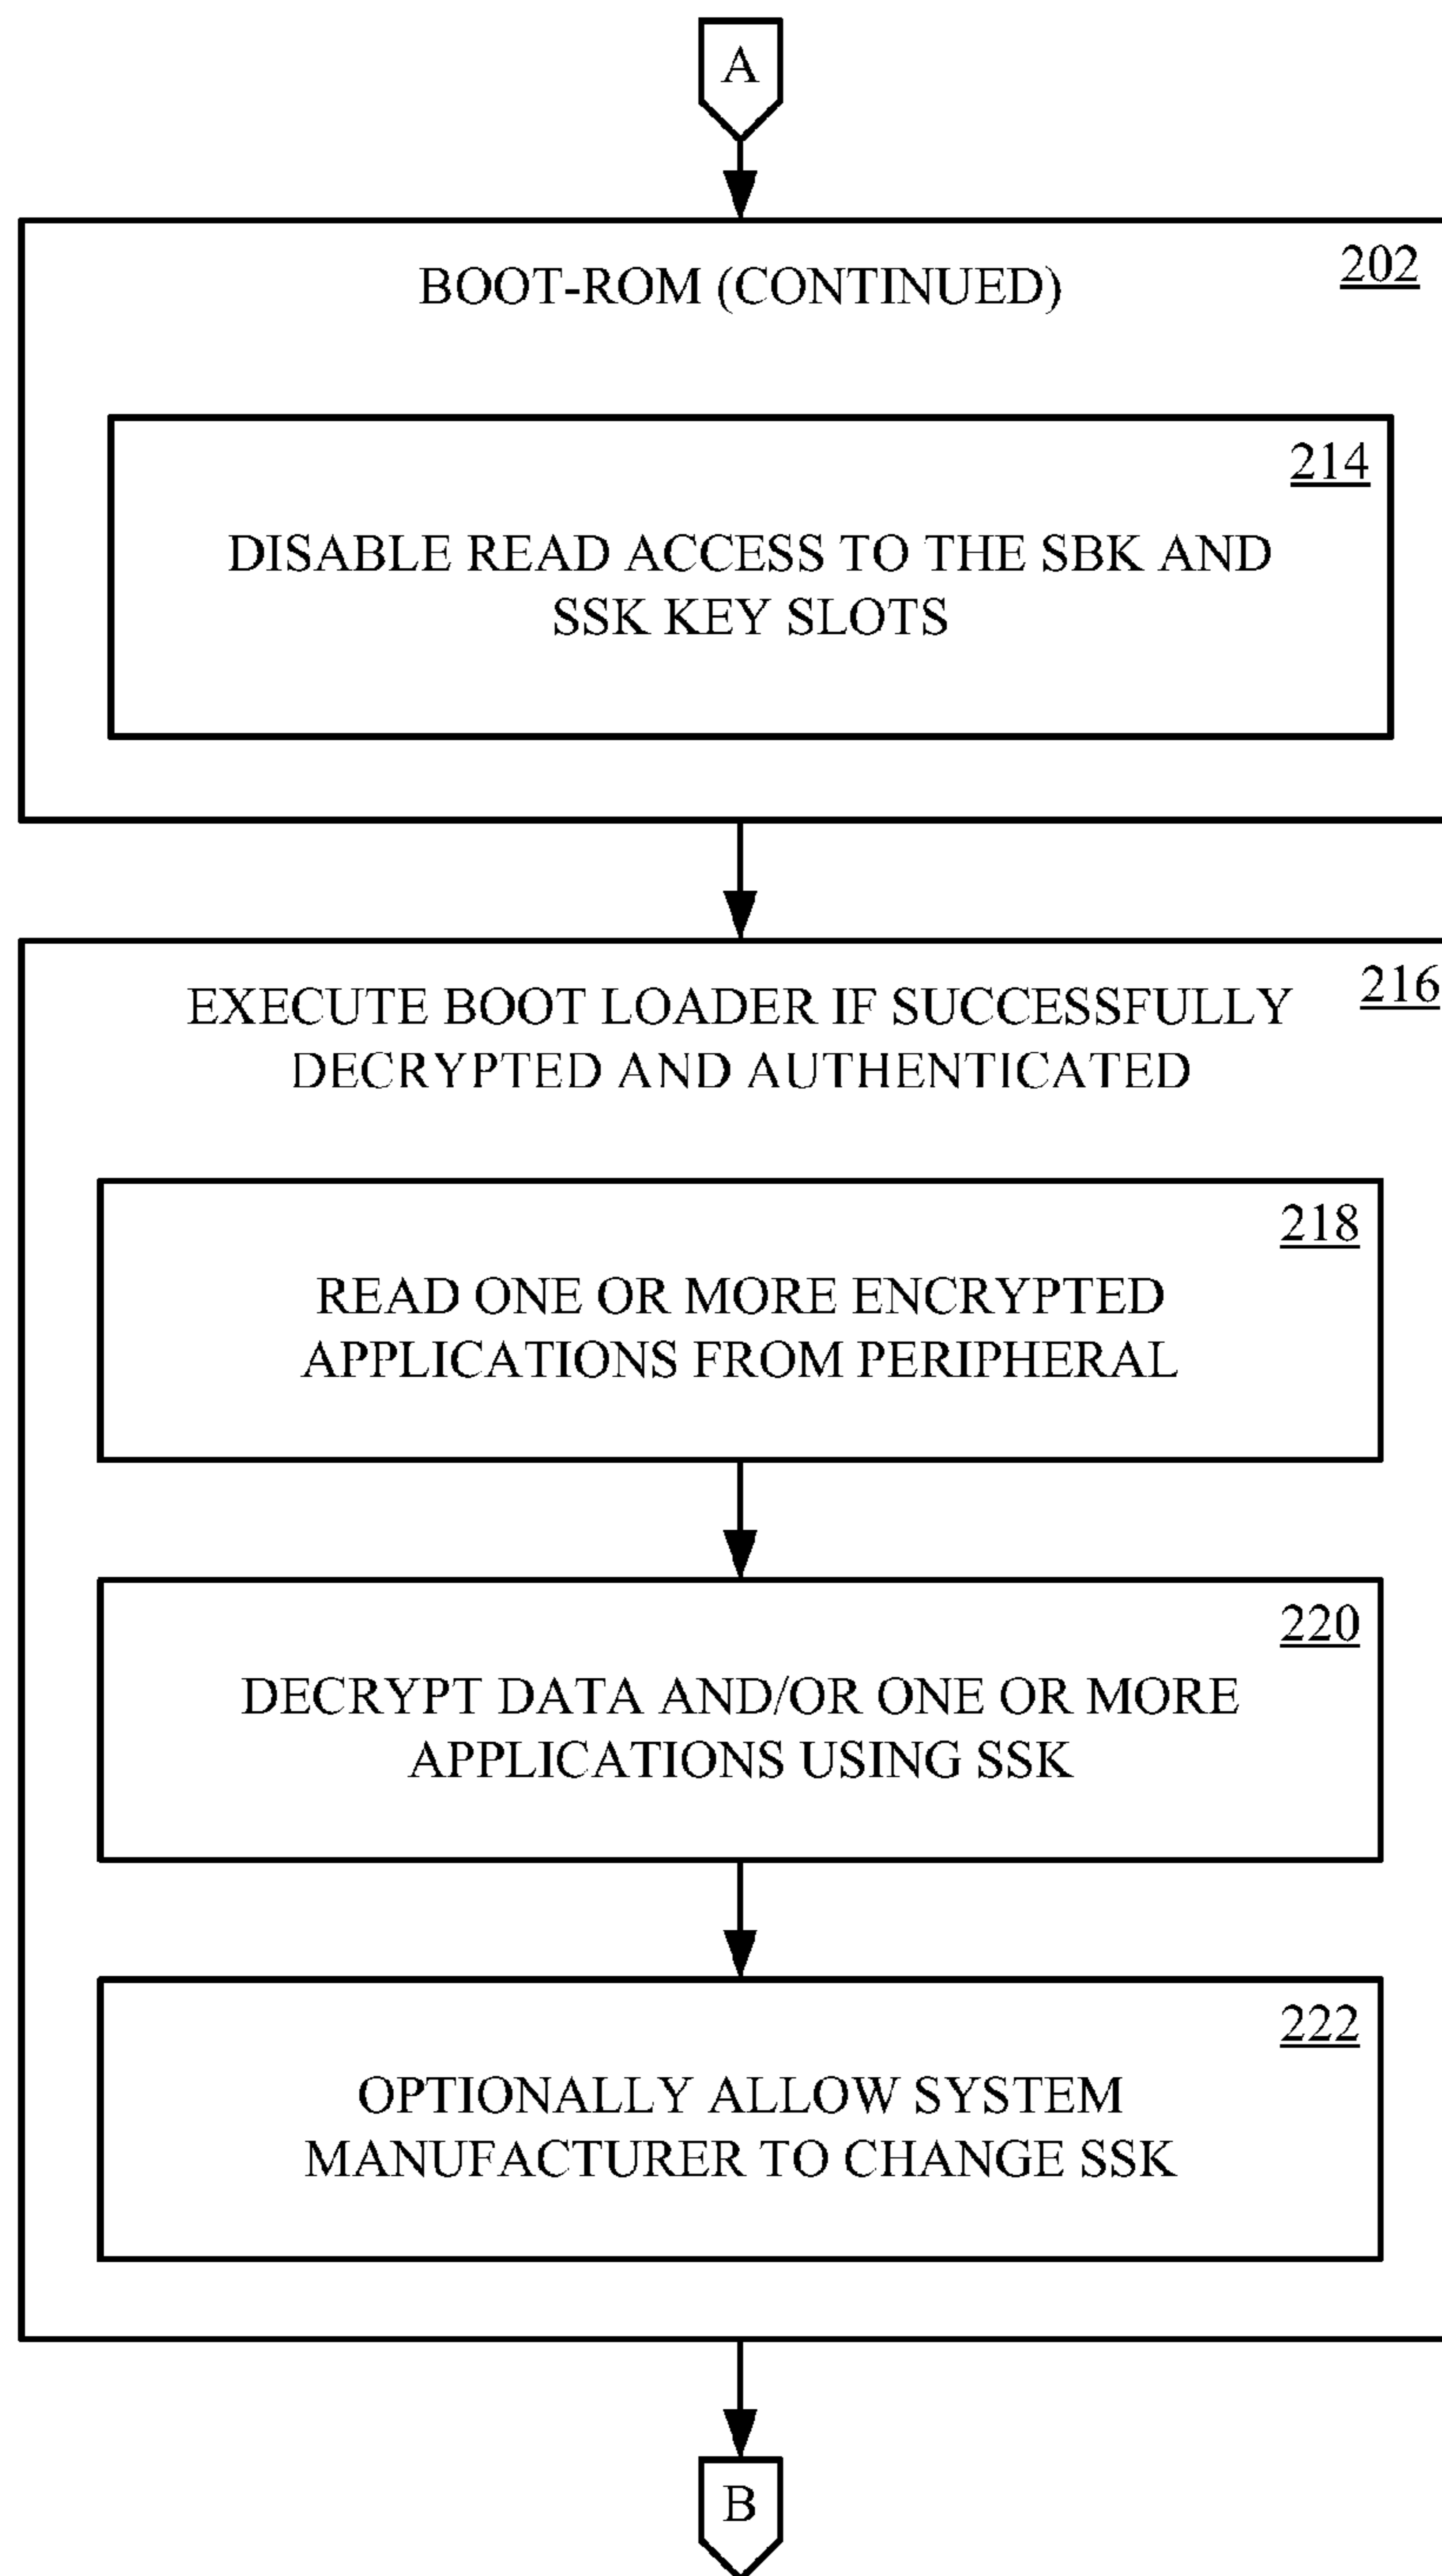 A
BOOT-ROM (CONTINUED)
202
214
DISABLE READ ACCESS TO THE SBK AND
SSK KEY SLOTS
EXECUTE BOOT LOADER IF SUCCESSFULLY
216
DECRYPTED AND AUTHENTICATED
218
READ ONE OR MORE ENCRYPTED
APPLICATIONS FROM PERIPHERAL
220
DECRYPT DATA AND/OR ONE OR MORE
APPLICATIONS USING SSK
222
OPTIONALLY ALLOW SYSTEM
MANUFACTURER TO CHANGE SSK
B